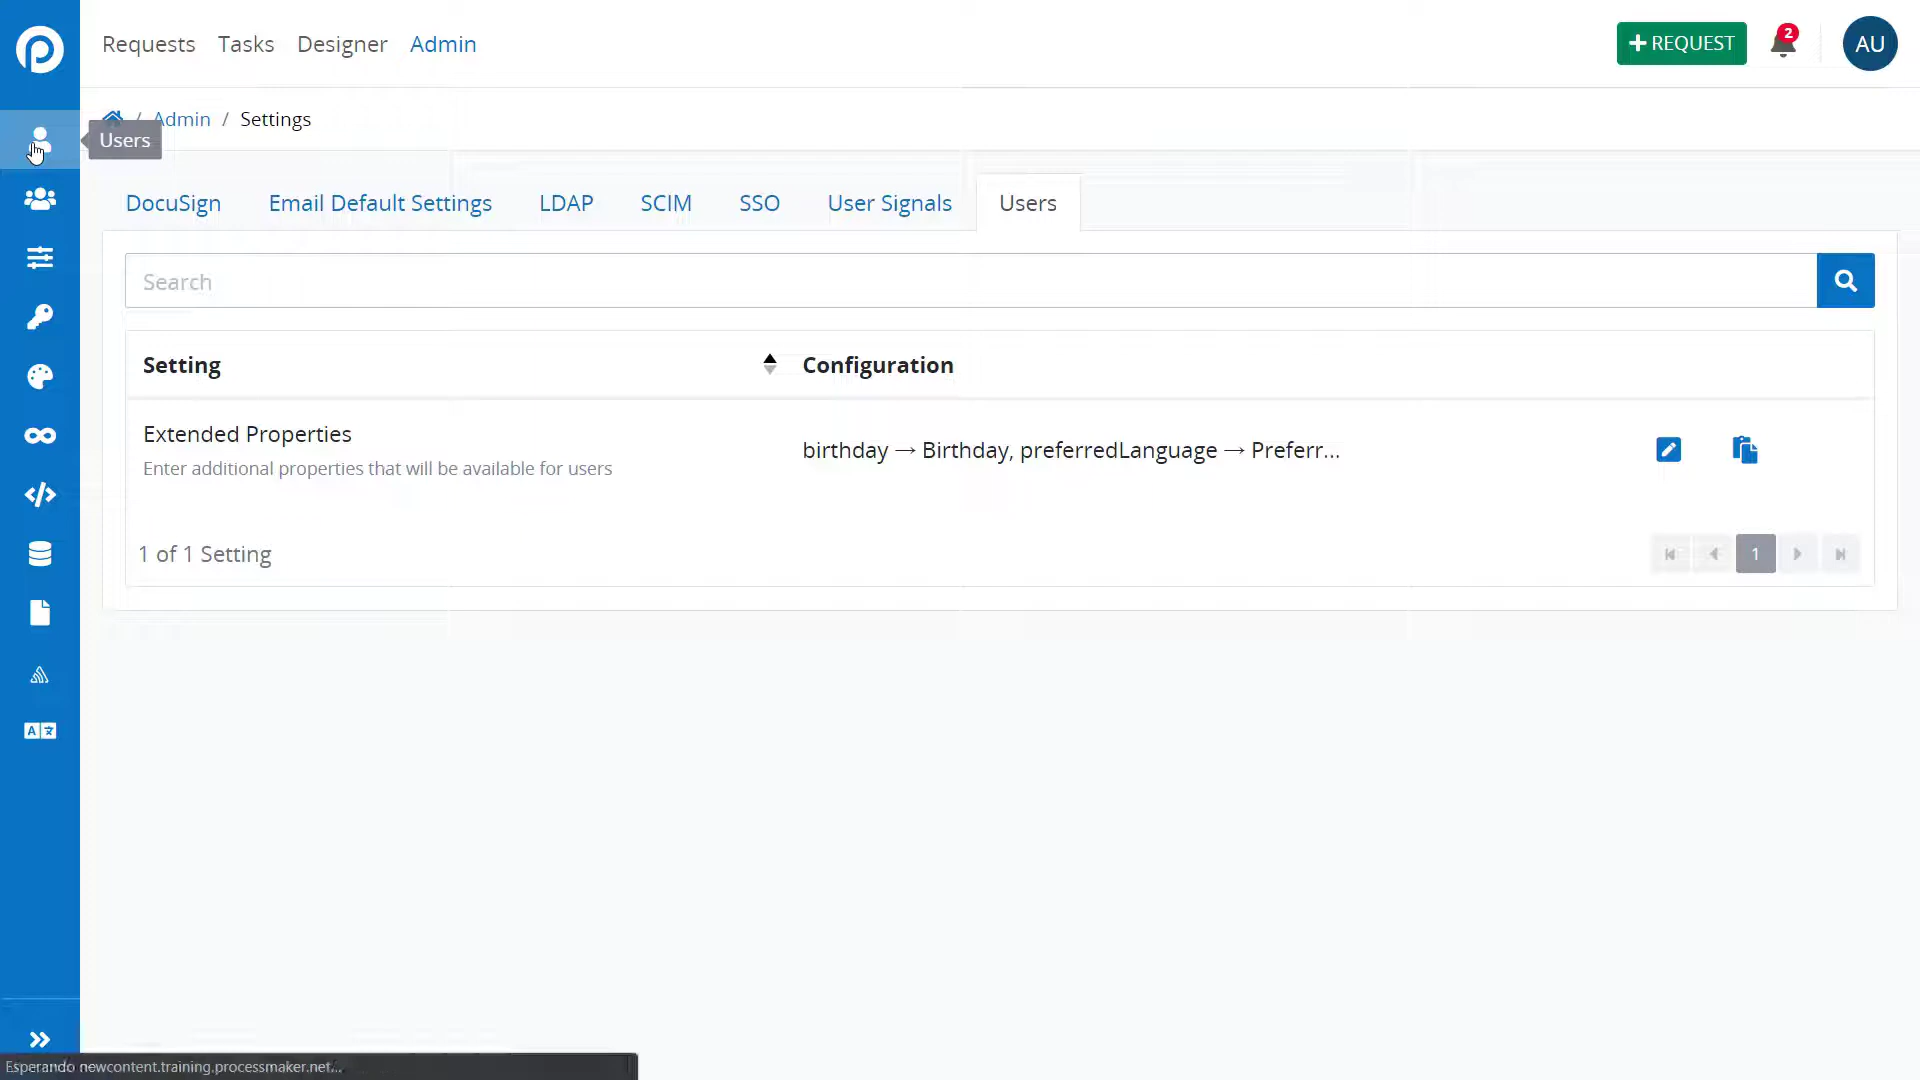 Requests Tasks Designer Admin
+ REQUEST
2
AU
/ Admin / Settings
Users
DocuSign Email Default Settings LDAP SCIM SSO User Signals Users
Search
Setting Configuration
Extended Properties
Enter additional properties that will be available for users
birthday → Birthday, preferredLanguage → Preferr...
1 of 1 Setting
1
Esperando newcontent.training.processmaker.net...